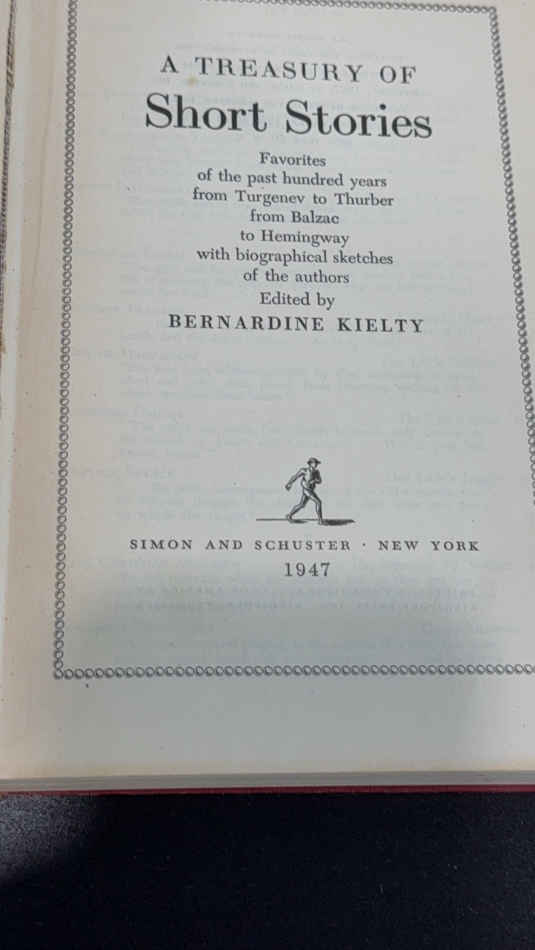 A TREASURY OF
Short Stories
Favorites
of the past hundred years
from Turgenev to Thurber
from Balzac
to Hemingway
with biographical sketches
of the authors
Edited by
BERNARDINE KIELTY
SIMON AND SCHUSTER · NEW YORK
1947